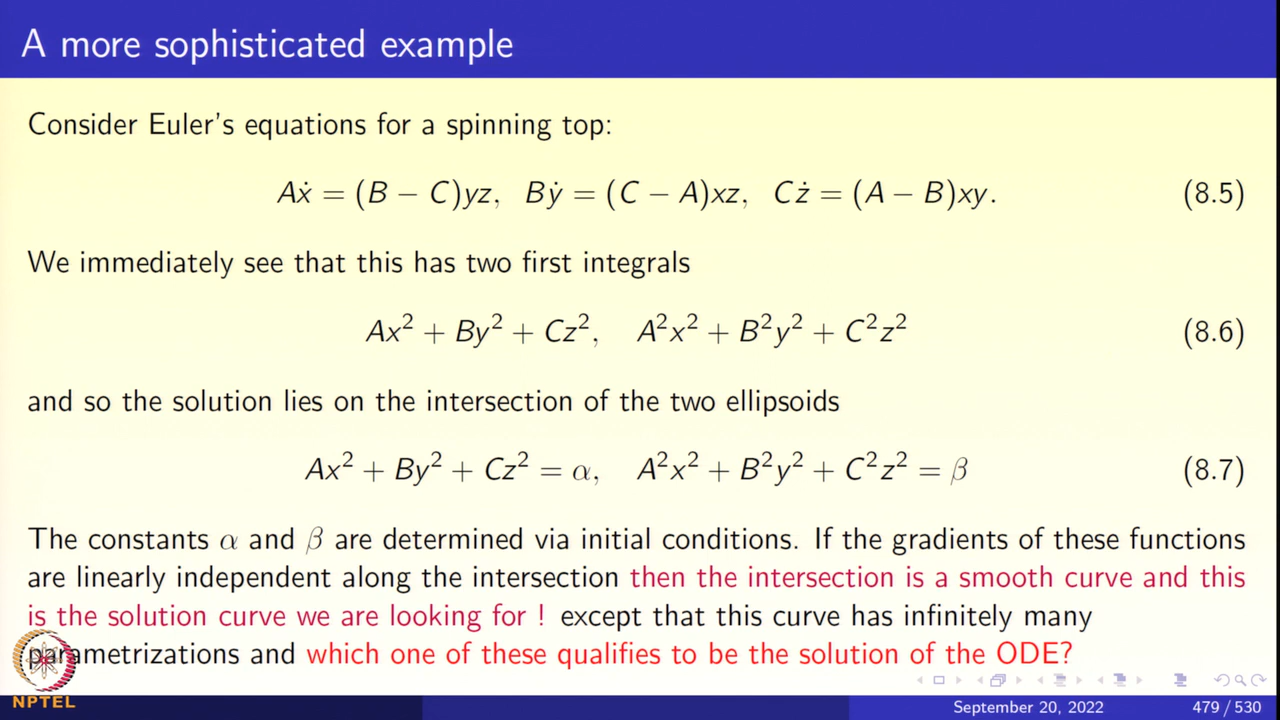 A more sophisticated example
Consider Euler's equations for a spinning top:
Aẋ = (B − C)yz, Bẏ = (C − A)xz, Cż = (A − B)xy. (8.5)
We immediately see that this has two first integrals
Ax² + By² + Cz², A²x² + B²y² + C²z² (8.6)
and so the solution lies on the intersection of the two ellipsoids
Ax² + By² + Cz² = α, A²x² + B²y² + C²z² = β (8.7)
The constants α and β are determined via initial conditions. If the gradients of these functions
are linearly independent along the intersection then the intersection is a smooth curve and this
is the solution curve we are looking for ! except that this curve has infinitely many
parametrizations and which one of these qualifies to be the solution of the ODE?
NPTEL
September 20, 2022 479 / 530